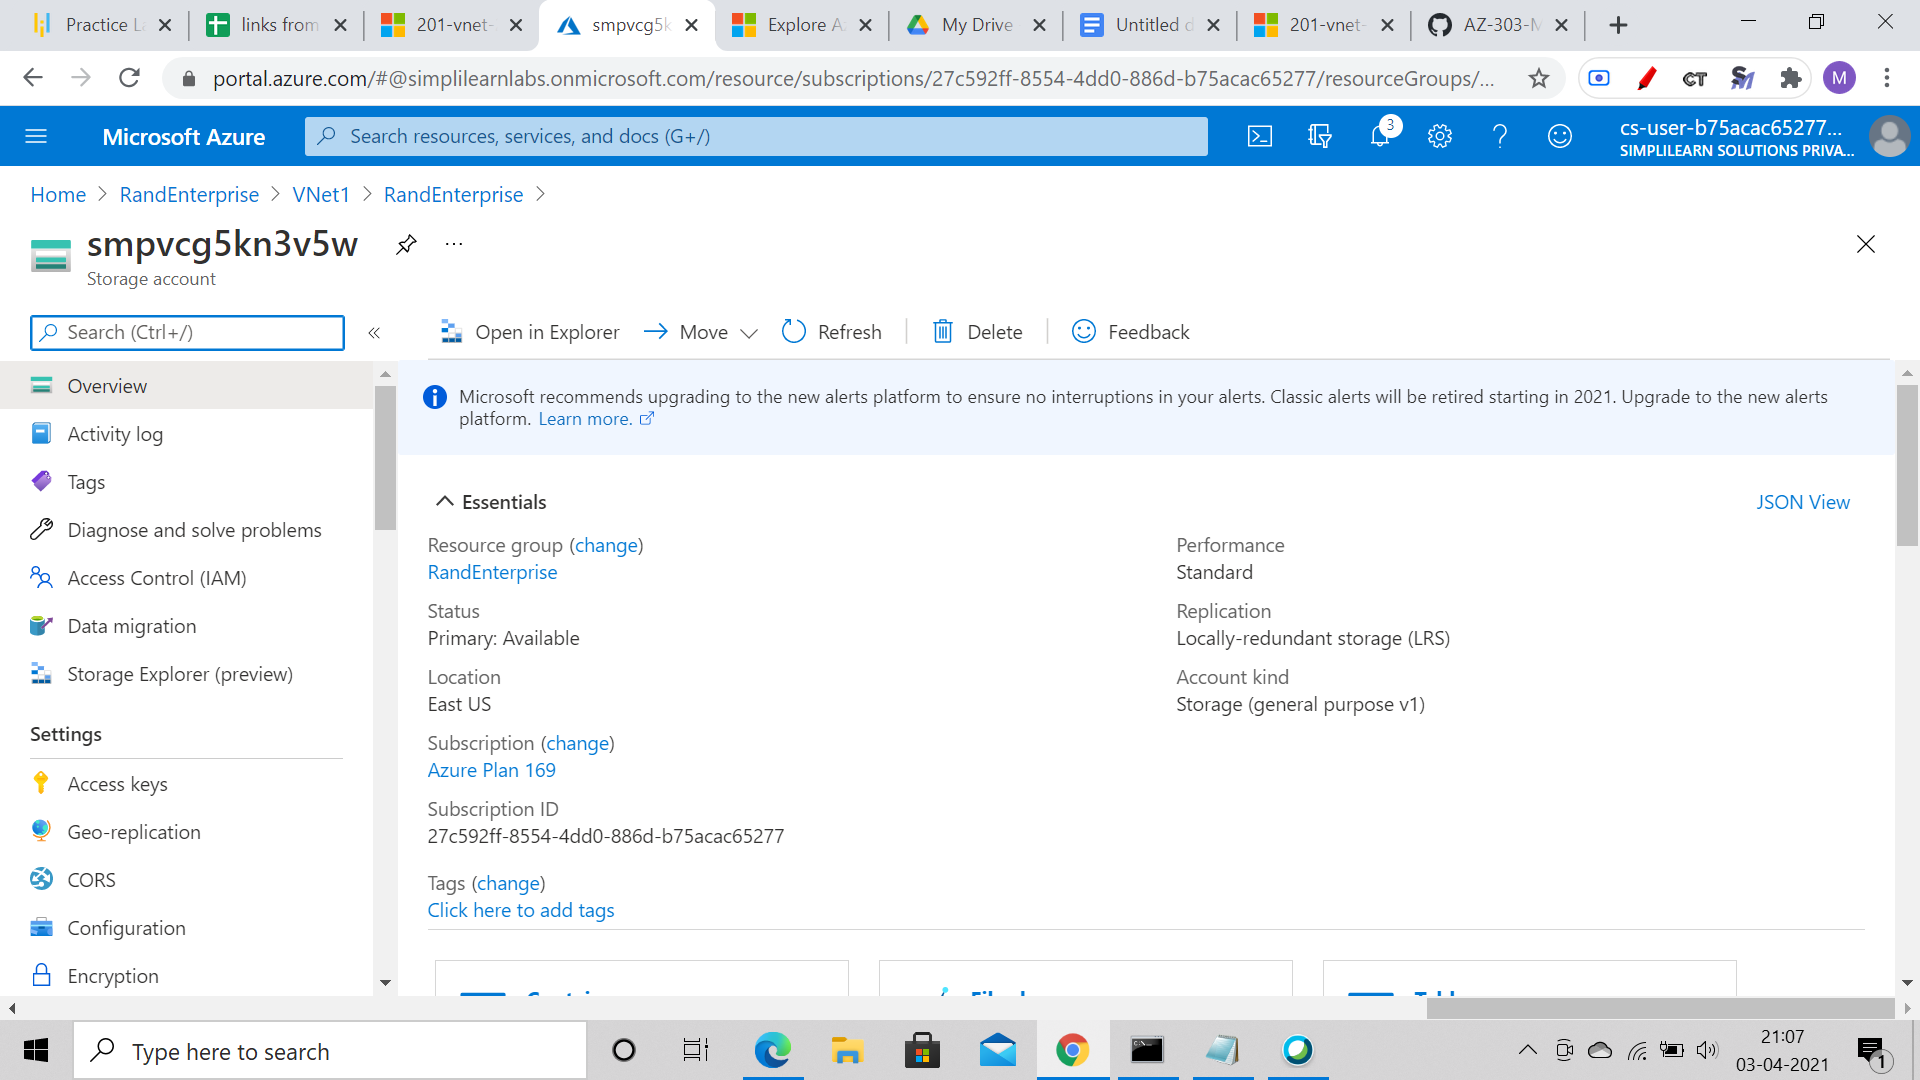 Practice La
links from
201-vnet-
smpvcg5k
Explore A
My Drive
Untitled d
201-vnet-
AZ-303-M
portal.azure.com/#@simplilearnlabs.onmicrosoft.com/resource/subscriptions/27c592ff-8554-4dd0-886d-b75acac65277/resourceGroups/...
CT
M
Microsoft Azure
Search resources, services, and docs (G+/)
3
cs-user-b75acac65277...
SIMPLILEARN SOLUTIONS PRIVA...
Home > RandEnterprise > VNet1 > RandEnterprise >
smpvcg5kn3v5w ...
Storage account
Search (Ctrl+/)
«
Open in Explorer
Move
Refresh
Delete
Feedback
Overview
Activity log
Tags
Diagnose and solve problems
Access Control (IAM)
Data migration
Storage Explorer (preview)
Settings
Access keys
Geo-replication
CORS
Configuration
Encryption
Microsoft recommends upgrading to the new alerts platform to ensure no interruptions in your alerts. Classic alerts will be retired starting in 2021. Upgrade to the new alerts
platform. Learn more.
Essentials
JSON View
Resource group (change)
RandEnterprise
Status
Primary: Available
Location
East US
Subscription (change)
Azure Plan 169
Subscription ID
27c592ff-8554-4dd0-886d-b75acac65277
Tags (change)
Click here to add tags
Performance
Standard
Replication
Locally-redundant storage (LRS)
Account kind
Storage (general purpose v1)
Type here to search
21:07
03-04-2021
1